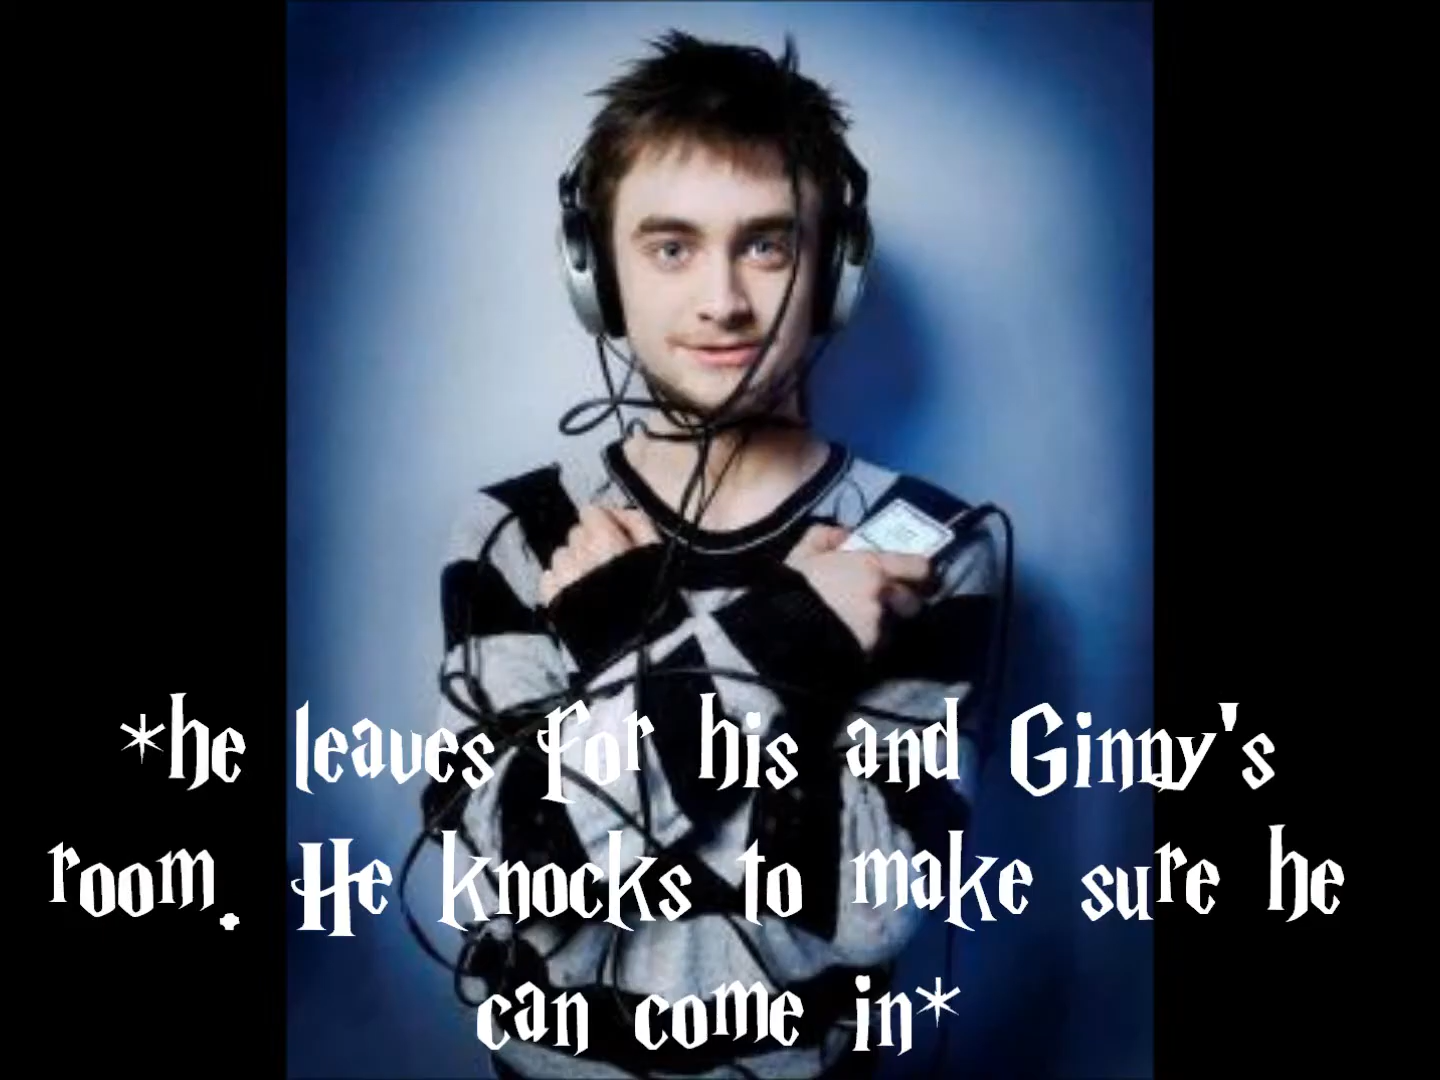 *he leaves for his and Ginny's
room. He knocks to make sure he
can come in*